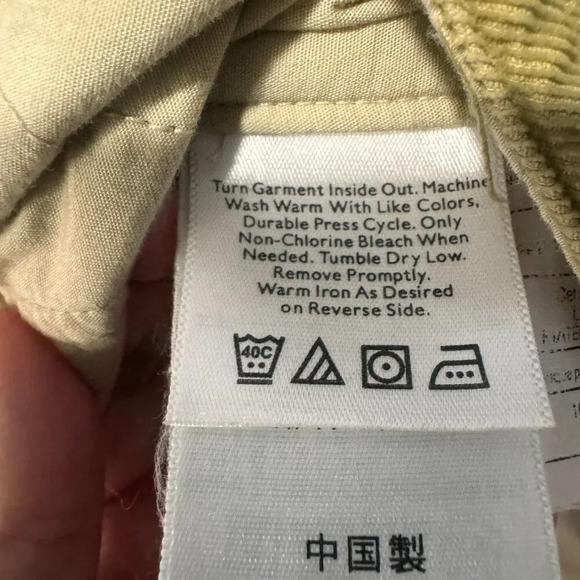 Turn Garment Inside Out. Machine
Wash Warm With Like Colors,
Durable Press Cycle. Only
Non-Chlorine Bleach When
Needed. Tumble Dry Low.
Remove Promptly.
Warm Iron As Desired
on Reverse Side.
40C
中国製